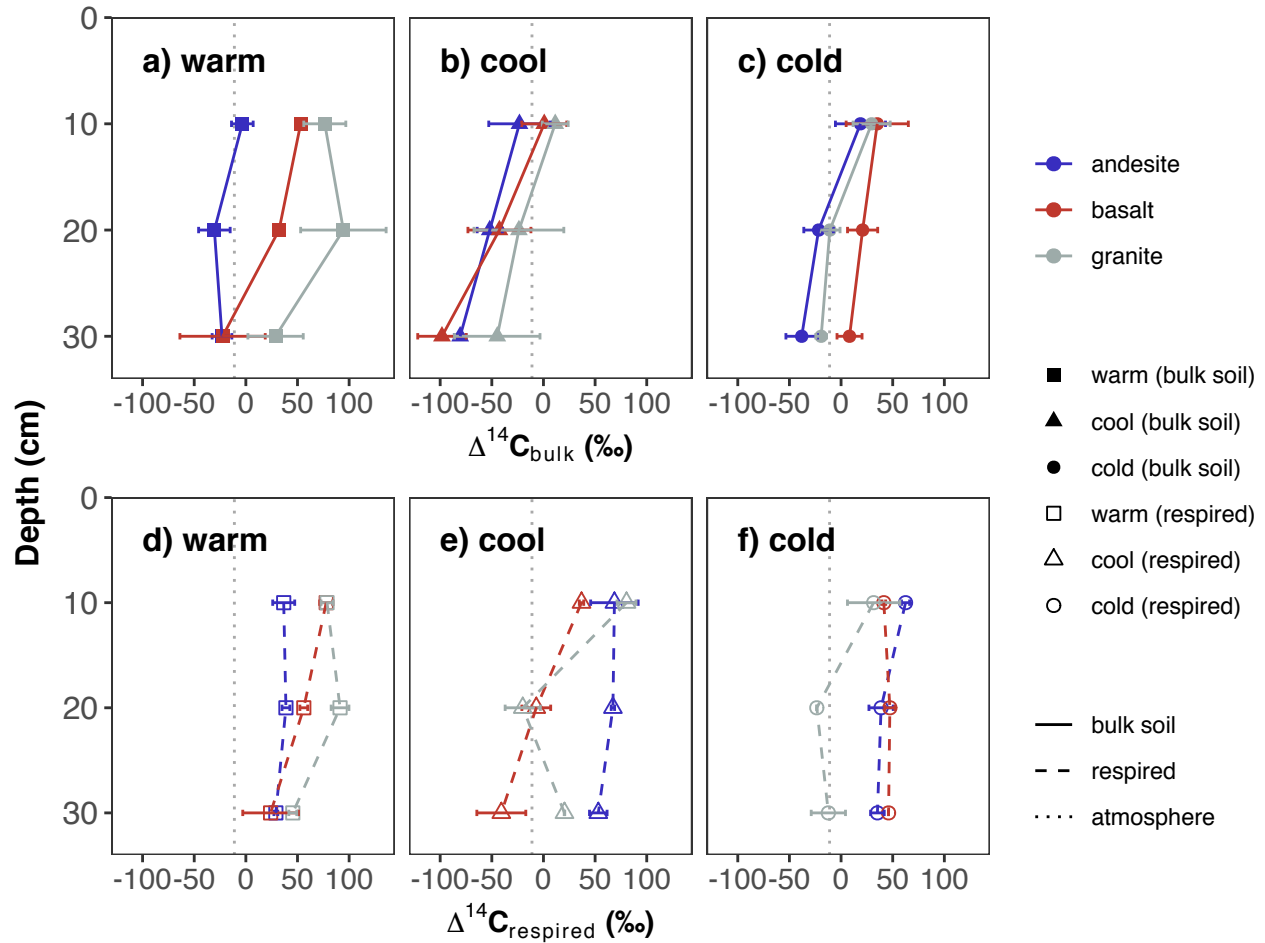 a) warm
b) cool
c) cold
0
10
20
30
-100 -50 0 50 100
-100 -50 0 50 100
-100 -50 0 50 100
Δ14Cbulk (‰)
Depth (cm)
d) warm
e) cool
f) cold
0
10
20
30
-100 -50 0 50 100
-100 -50 0 50 100
-100 -50 0 50 100
Δ14Crespired (‰)
andesite
basalt
granite
warm (bulk soil)
cool (bulk soil)
cold (bulk soil)
warm (respired)
cool (respired)
cold (respired)
bulk soil
respired
atmosphere